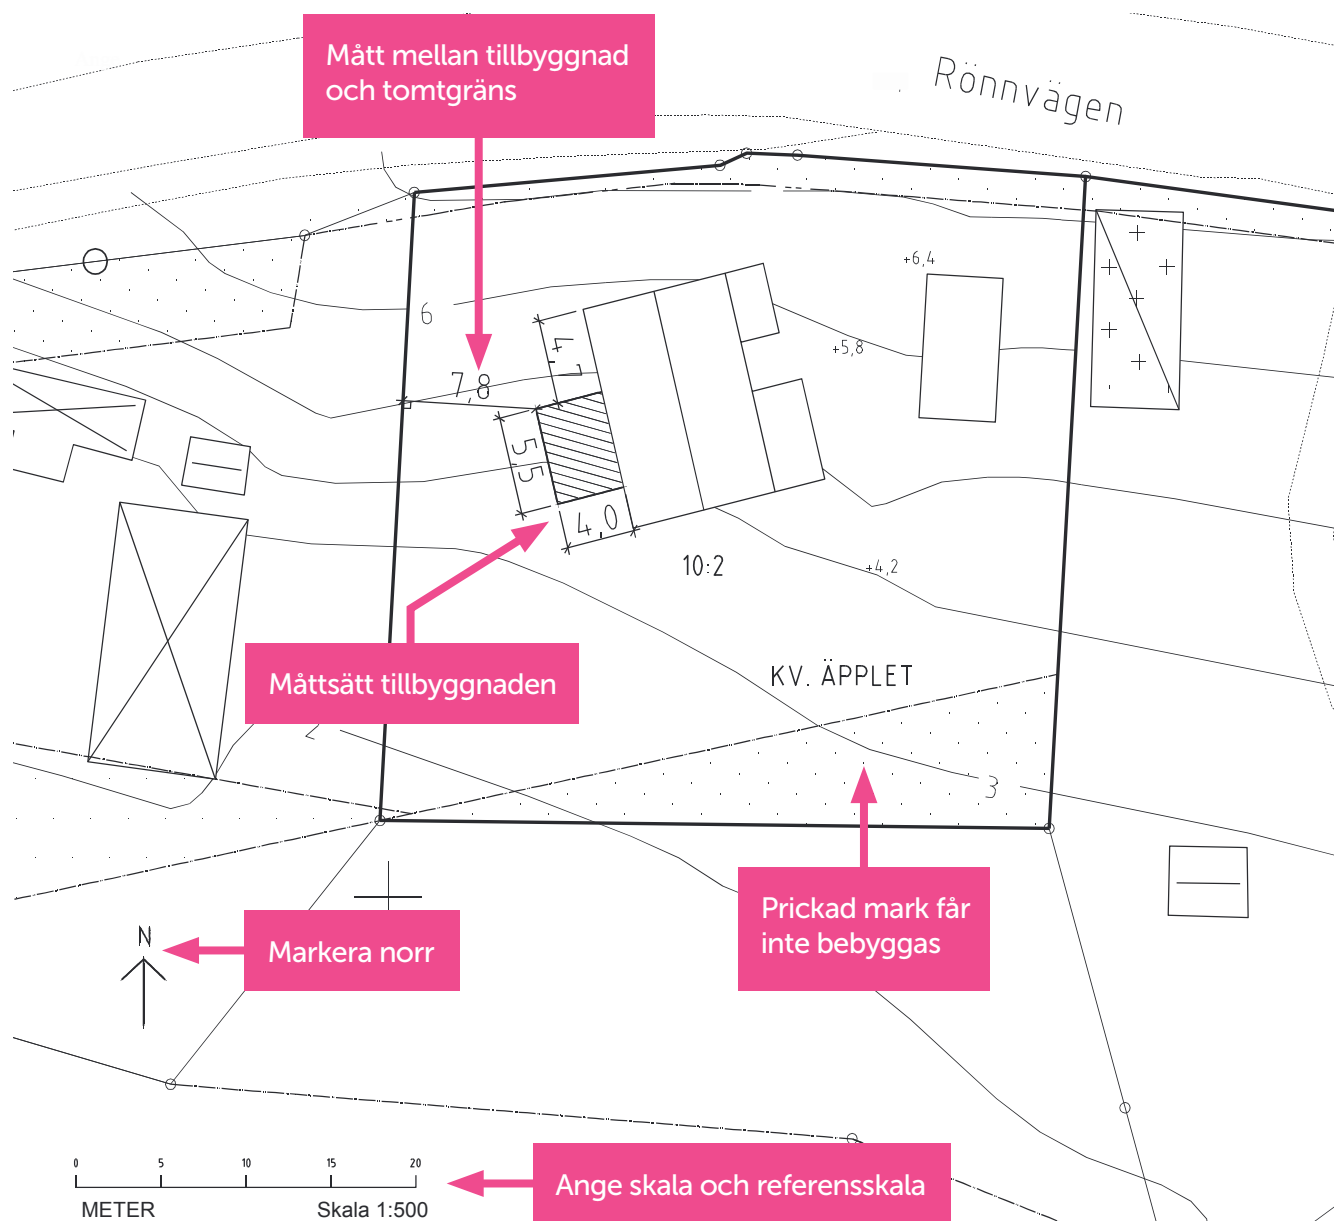 Mått mellan tillbyggnad
och tomtgräns
Rönnvägen
+6,4
6
4,7
+5,8
7,8
5,5
4,0
10:2
+4,2
Måttsätt tillbyggnaden
KV. ÄPPLET
2
3
Prickad mark får
inte bebyggas
N
Markera norr
0 5 10 15 20
METER Skala 1:500
Ange skala och referensskala